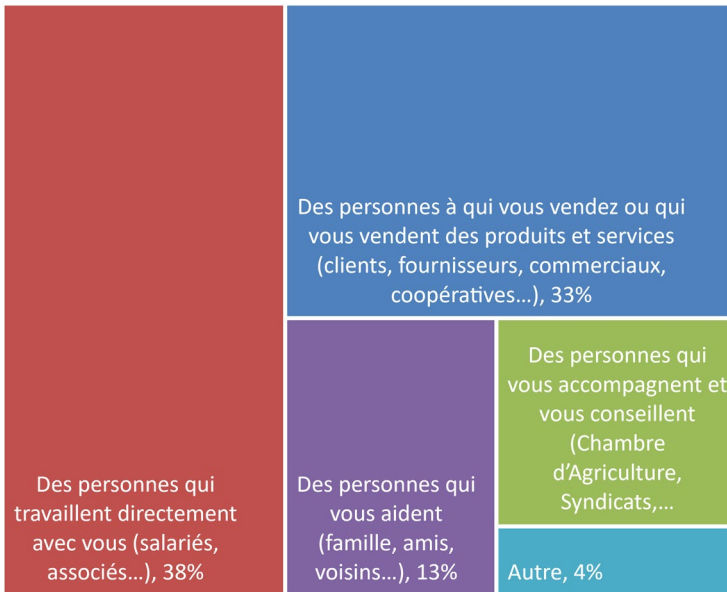 Des personnes à qui vous vendez ou qui
vous vendent des produits et services
(clients, fournisseurs, commerciaux,
coopératives…), 33%
Des personnes qui
travaillent directement
avec vous (salariés,
associés…), 38%
Des personnes qui
vous aident
(famille, amis,
voisins…), 13%
Des personnes qui
vous accompagnent et
vous conseillent
(Chambre
d’Agriculture,
Syndicats,…
Autre, 4%